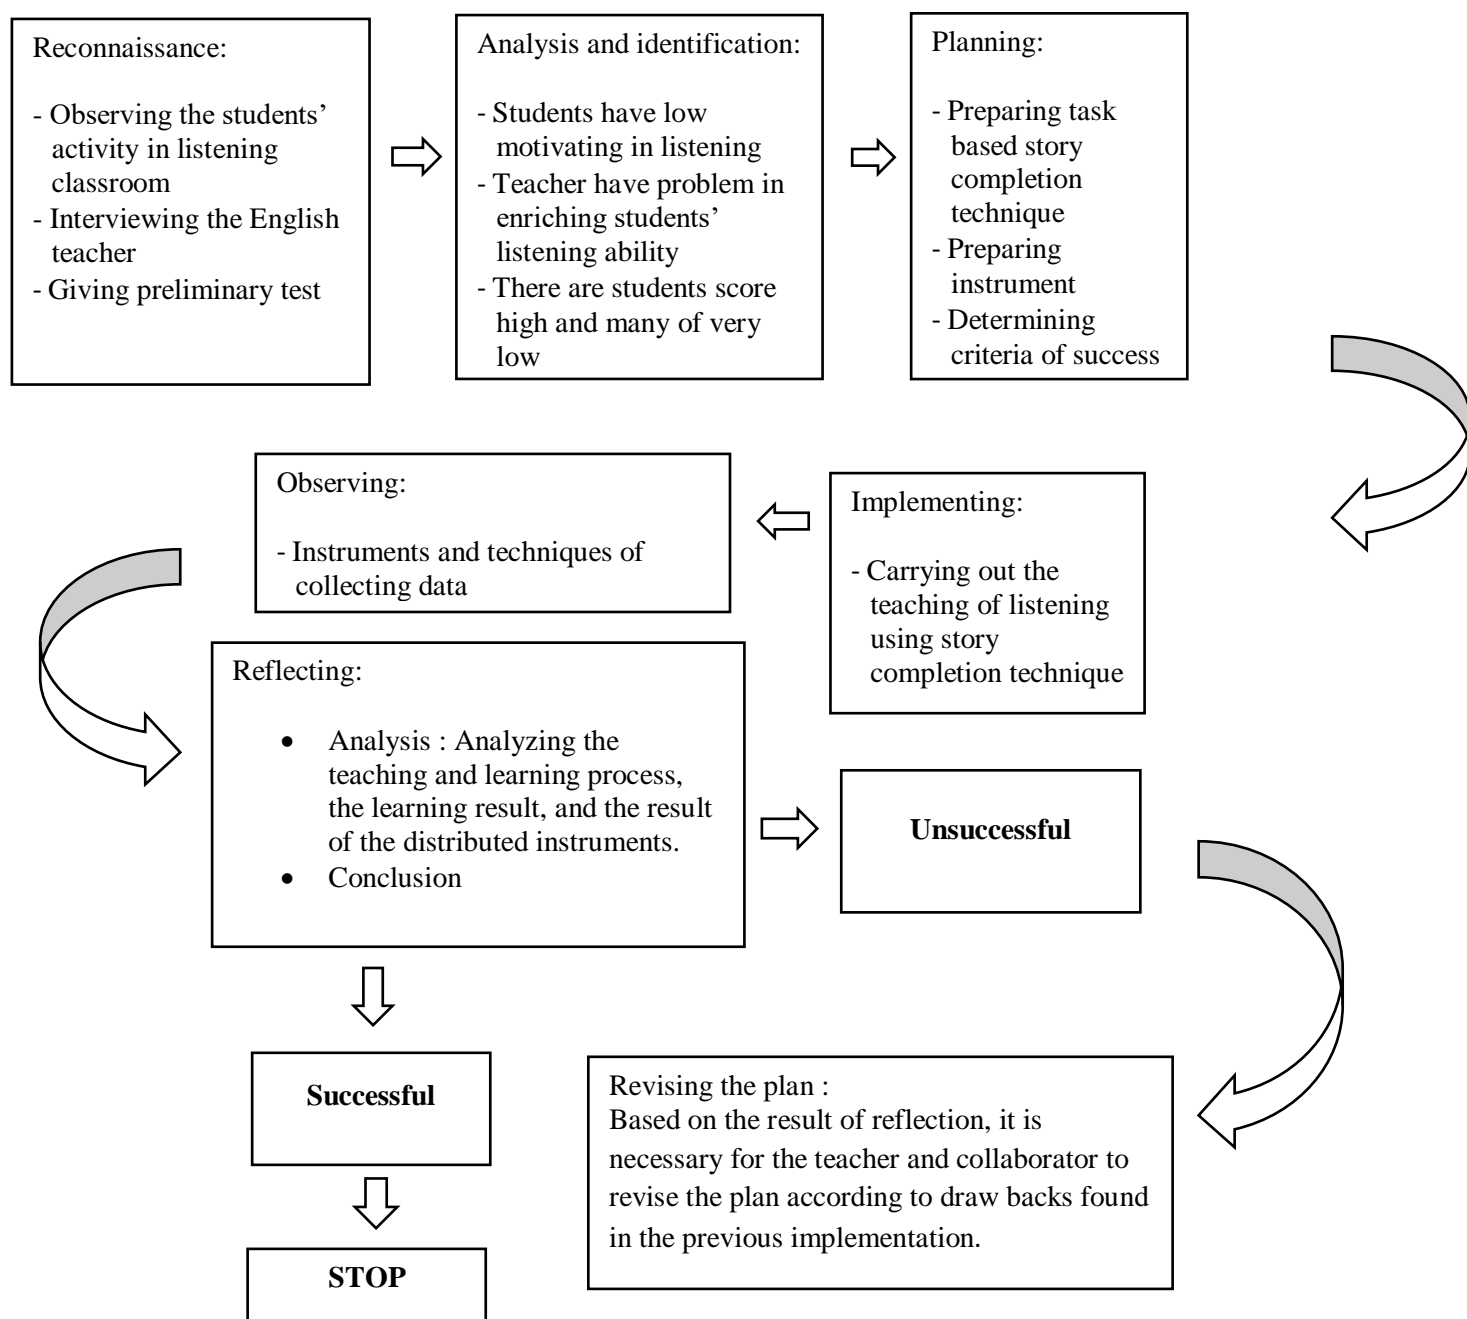 Reconnaissance:
- Observing the students’
activity in listening
classroom
- Interviewing the English
teacher
- Giving preliminary test
Analysis and identification:
- Students have low
motivating in listening
- Teacher have problem in
enriching students’
listening ability
- There are students score
high and many of very
low
Planning:
- Preparing task
based story
completion
technique
- Preparing
instrument
- Determining
criteria of success
Implementing:
- Carrying out the
teaching of listening
using story
completion technique
Observing:
- Instruments and techniques of
collecting data
Reflecting:
• Analysis : Analyzing the
teaching and learning process,
the learning result, and the result
of the distributed instruments.
• Conclusion
Unsuccessful
Successful
STOP
Revising the plan :
Based on the result of reflection, it is
necessary for the teacher and collaborator to
revise the plan according to draw backs found
in the previous implementation.